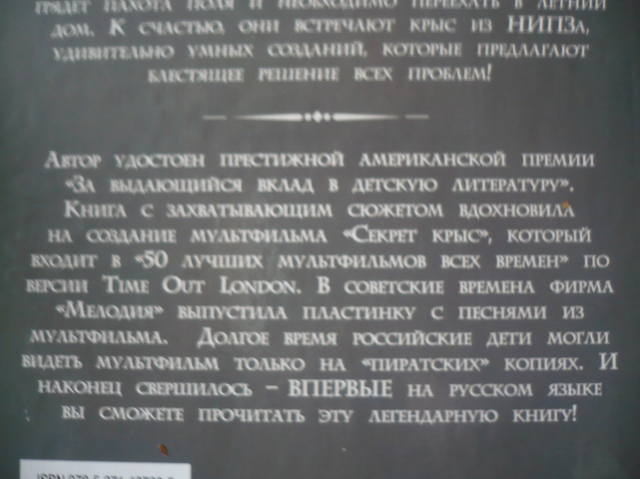 грядет пахота поля и необходимо переехать в летний
дом. К счастью, они встречают крыс из НИПЗа,
удивительно умных созданий, которые предлагают
блестящее решение всех проблем!
Автор удостоен престижной американской премии
«За выдающийся вклад в детскую литературу».
Книга с захватывающим сюжетом вдохновила
на создание мультфильма «Секрет крыс», который
входит в «50 лучших мультфильмов всех времен» по
версии Time Out London. В советские времена фирма
«Мелодия» выпустила пластинку с песнями из
мультфильма. Долгое время российские дети могли
видеть мультфильм только на «пиратских» копиях. И
наконец свершилось – ВПЕРВЫЕ на русском языке
вы сможете прочитать эту легендарную книгу!
ISBN